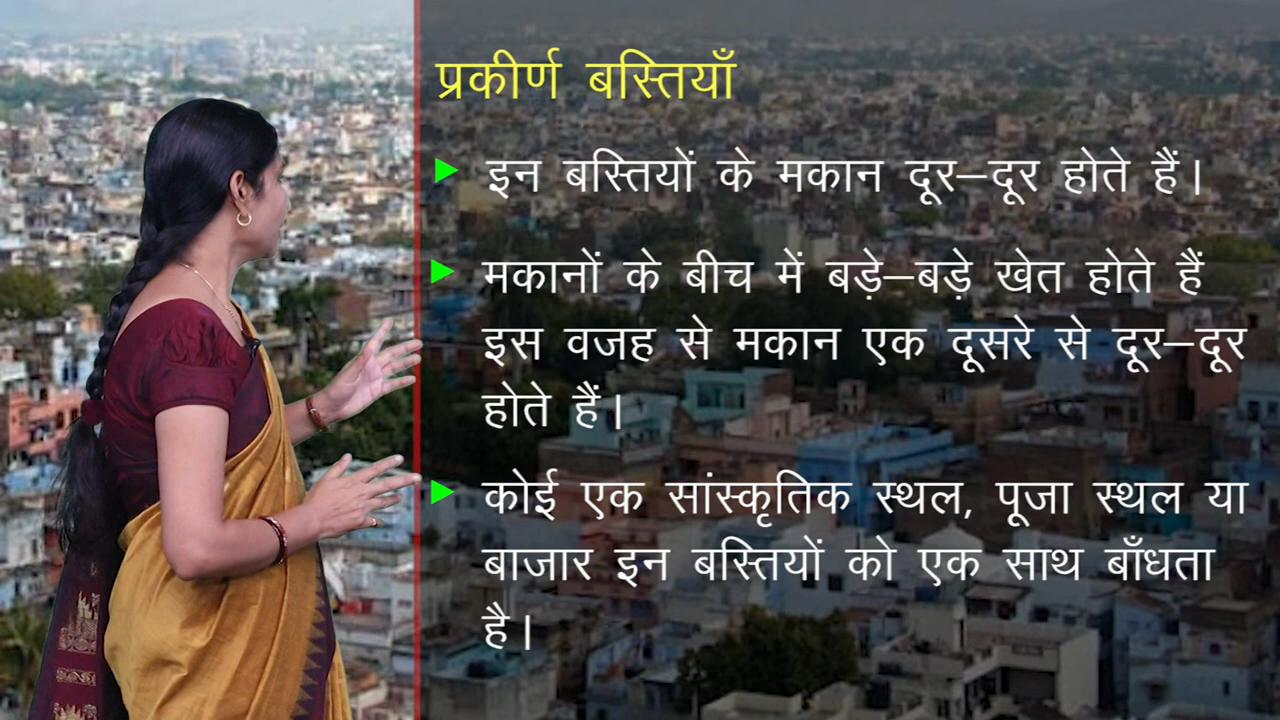 प्रकीर्ण बस्तियाँ
इन बस्तियों के मकान दूर–दूर होते हैं।
मकानों के बीच में बड़े–बड़े खेत होते हैं
इस वजह से मकान एक दूसरे से दूर–दूर
होते हैं।
कोई एक सांस्कृतिक स्थल, पूजा स्थल या
बाजार इन बस्तियों को एक साथ बाँधता
है।